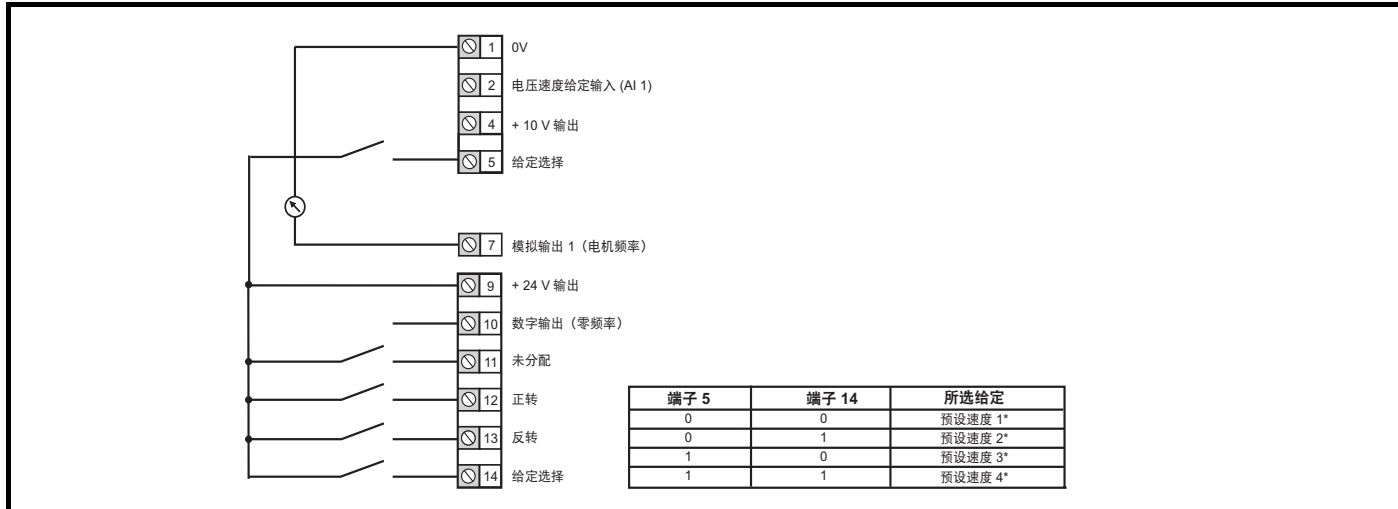 1 0V
2 电压速度给定输入 (AI 1)
4 + 10 V 输出
5 给定选择
7 模拟输出 1（电机频率）
9 + 24 V 输出
10 数字输出（零频率）
11 未分配
12 正转
13 反转
14 给定选择
端子 5 端子 14 所选给定
0 0 预设速度 1*
0 1 预设速度 2*
1 0 预设速度 3*
1 1 预设速度 4*